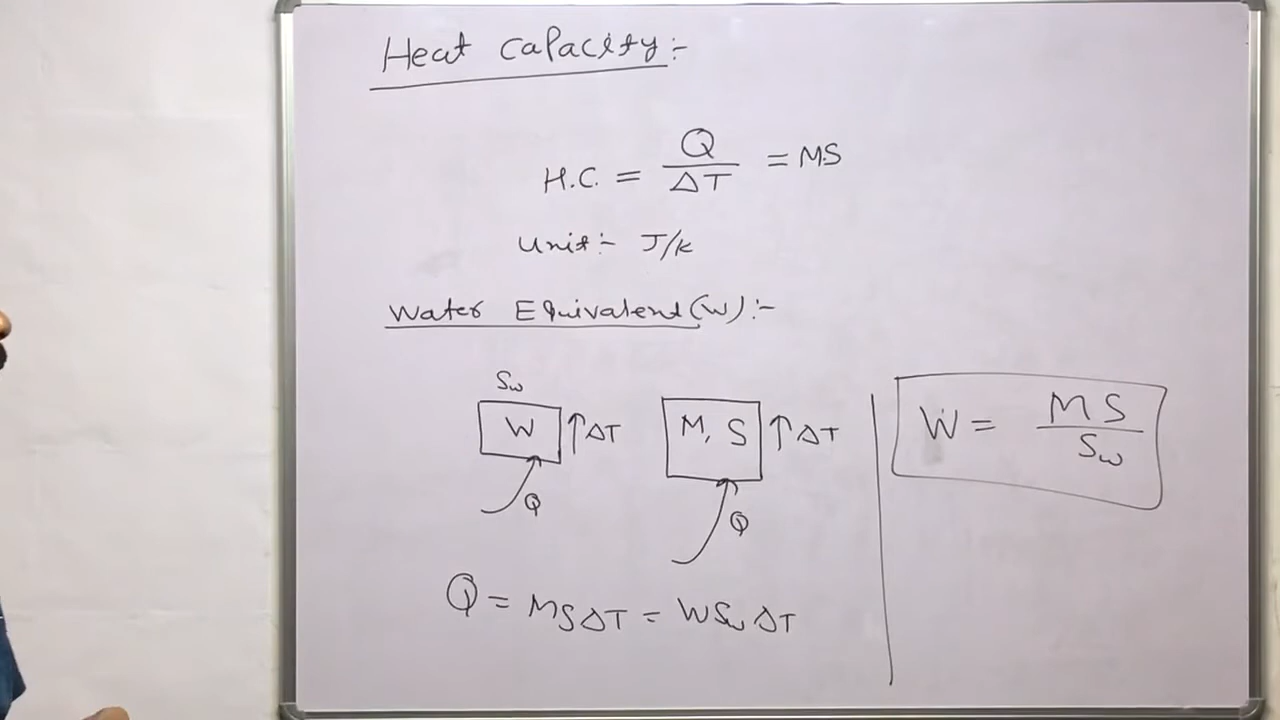 Heat Capacity:-
H.C. = Q/ΔT = MS
Unit:- J/K
Water Equivalent(W):-
Sw
W ↑ΔT
M, S ↑ΔT
Q
Q
Q = MSΔT = WSwΔT
W = MS/Sw